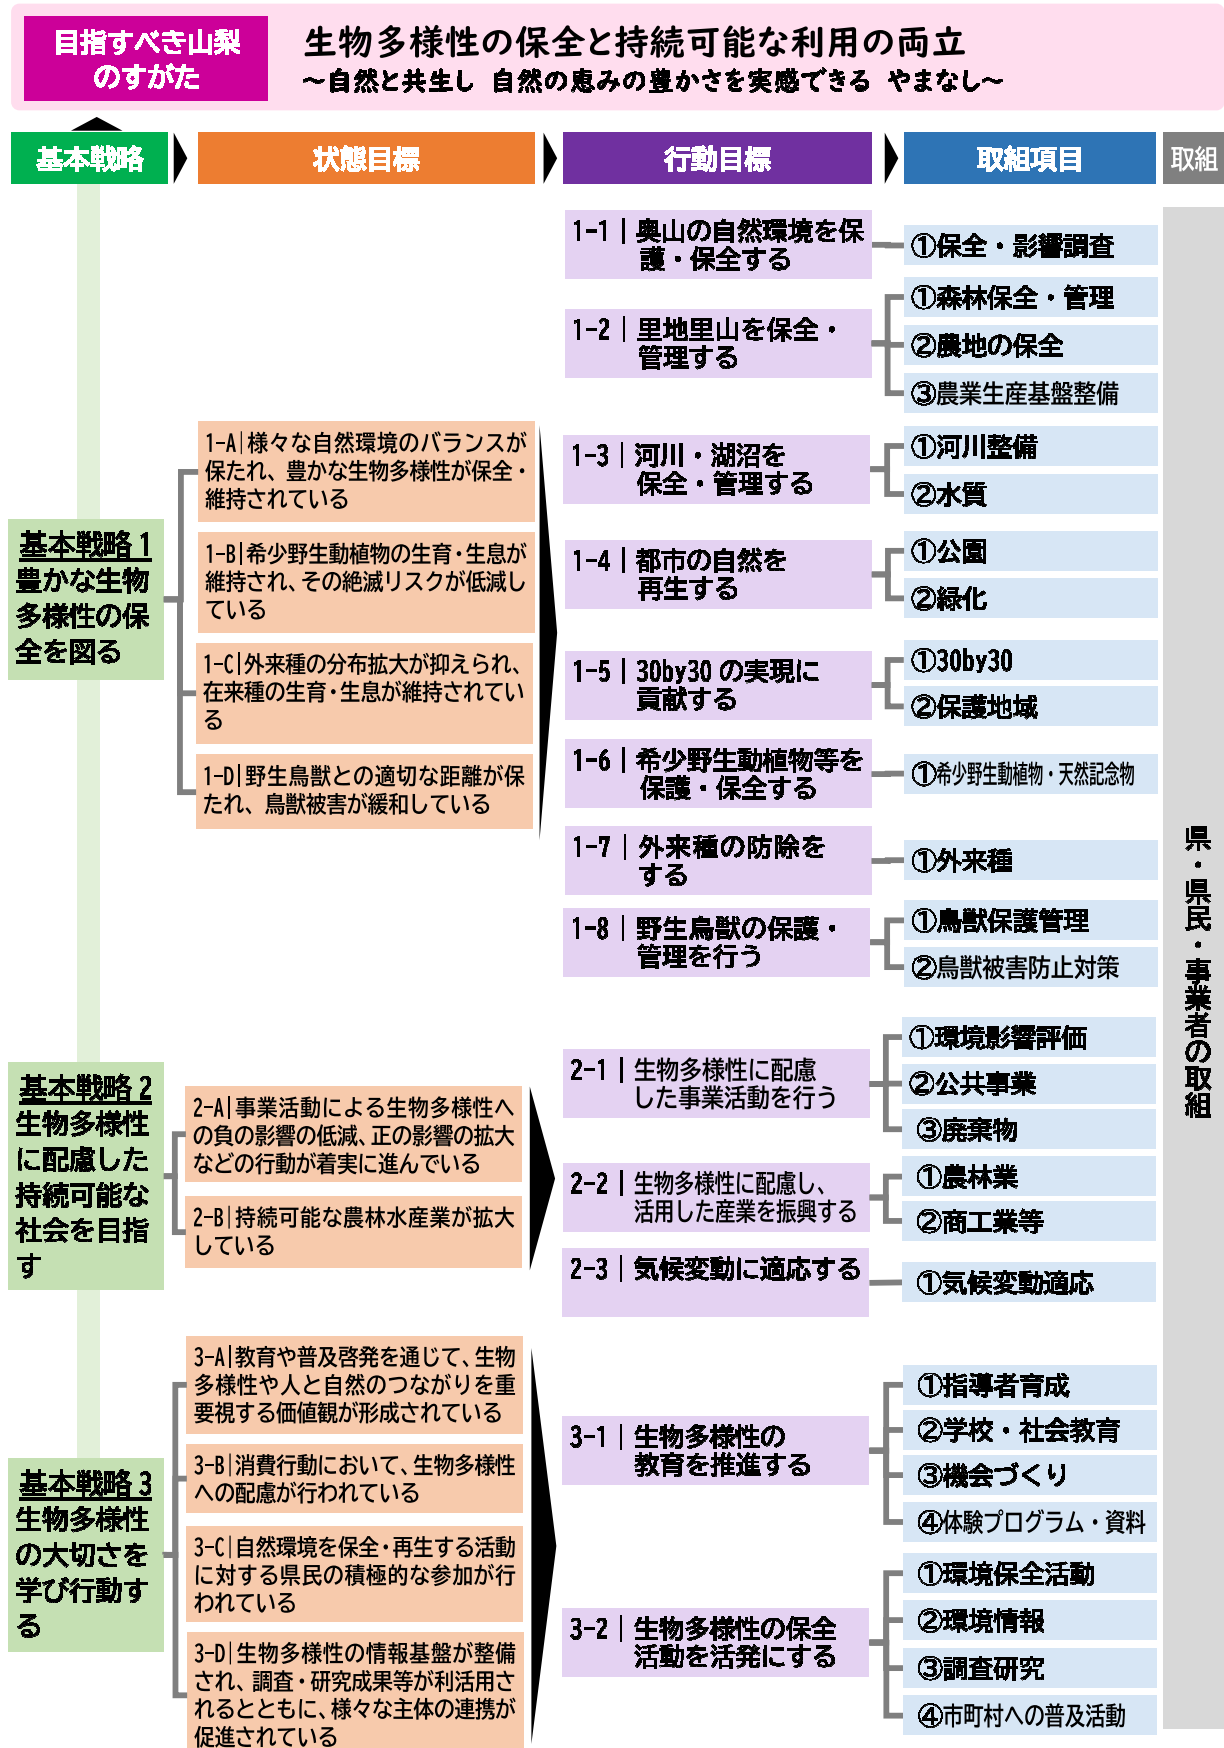 目指すべき山梨
のすがた
生物多様性の保全と持続可能な利用の両立
～自然と共生し 自然の恵みの豊かさを実感できる やまなし～
基本戦略
状態目標
行動目標
取組項目
取組
基本戦略1
豊かな生物
多様性の保
全を図る
1-A|様々な自然環境のバランスが
保たれ、豊かな生物多様性が保全・
維持されている
1-B|希少野生動植物の生育・生息が
維持され、その絶滅リスクが低減し
ている
1-C|外来種の分布拡大が抑えられ、
在来種の生育・生息が維持されてい
る
1-D|野生鳥獣との適切な距離が保
たれ、鳥獣被害が緩和している
1-1｜奥山の自然環境を保
護・保全する
①保全・影響調査
1-2｜里地里山を保全・
管理する
①森林保全・管理
②農地の保全
③農業生産基盤整備
1-3｜河川・湖沼を
保全・管理する
①河川整備
②水質
1-4｜都市の自然を
再生する
①公園
②緑化
1-5｜30by30 の実現に
貢献する
①30by30
②保護地域
1-6｜希少野生動植物等を
保護・保全する
①希少野生動植物・天然記念物
1-7｜外来種の防除を
する
①外来種
1-8｜野生鳥獣の保護・
管理を行う
①鳥獣保護管理
②鳥獣被害防止対策
基本戦略2
生物多様性
に配慮した
持続可能な
社会を目指
す
2-A|事業活動による生物多様性へ
の負の影響の低減、正の影響の拡大
などの行動が着実に進んでいる
2-B|持続可能な農林水産業が拡大
している
2-1｜生物多様性に配慮
した事業活動を行う
①環境影響評価
②公共事業
③廃棄物
2-2｜生物多様性に配慮し、
活用した産業を振興する
①農林業
②商工業等
2-3｜気候変動に適応する
①気候変動適応
基本戦略3
生物多様性
の大切さを
学び行動す
る
3-A|教育や普及啓発を通じて、生物
多様性や人と自然のつながりを重
要視する価値観が形成されている
3-B|消費行動において、生物多様性
への配慮が行われている
3-C|自然環境を保全・再生する活動
に対する県民の積極的な参加が行
われている
3-D|生物多様性の情報基盤が整備
され、調査・研究成果等が利活用さ
れるとともに、様々な主体の連携が
促進されている
3-1｜生物多様性の
教育を推進する
①指導者育成
②学校・社会教育
③機会づくり
④体験プログラム・資料
3-2｜生物多様性の保全
活動を活発にする
①環境保全活動
②環境情報
③調査研究
④市町村への普及活動
県・県民・事業者の取組